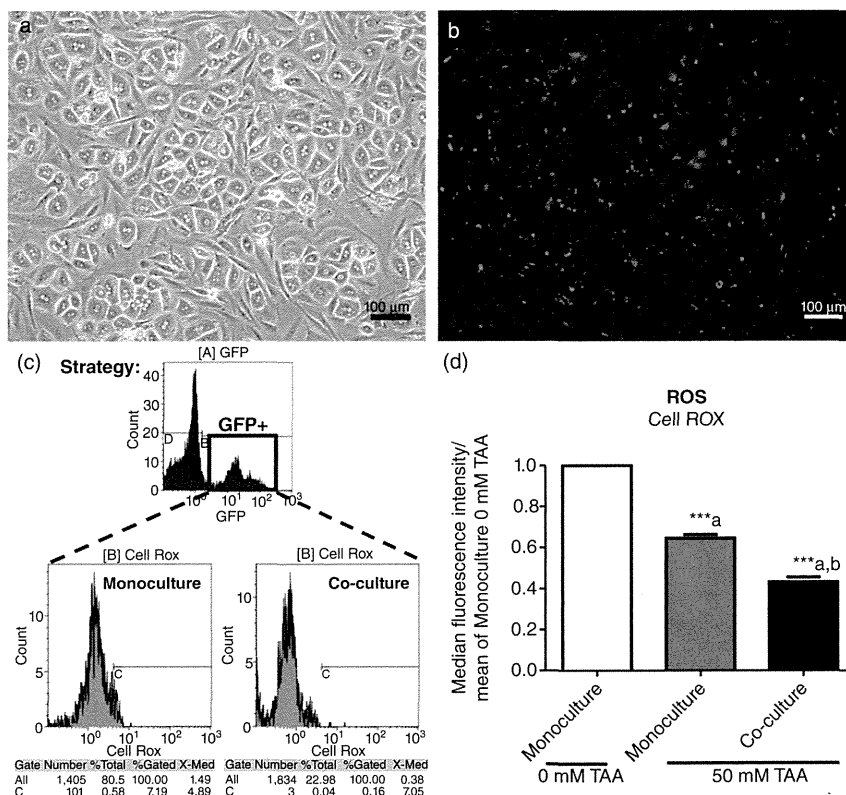 a
100 µm
b
100 µm
(c)
Strategy:
[A] GFP
Count
40
30
20
10
0
D
B
GFP+
10⁰ 10¹ 10² 10³
GFP
[B] Cell Rox
Monoculture
Count
10
5
0
C
10⁰ 10¹ 10² 10³
Cell Rox
Gate Number %Total %Gated X-Med
All 1,405 80.5 100.00 1.49
C 101 0.58 7.19 4.89
[B] Cell Rox
Co-culture
Count
10
5
0
C
10⁰ 10¹ 10² 10³
Cell Rox
Gate Number %Total %Gated X-Med
All 1,834 22.98 100.00 0.38
C 3 0.04 0.16 7.05
(d)
ROS
Cell ROX
Median fluorescence intensity/
mean of Monoculture 0 mM TAA
1.0
0.8
0.6
0.4
0.2
0.0
***a
***a,b
Monoculture
Monoculture
Co-culture
0 mM TAA
50 mM TAA